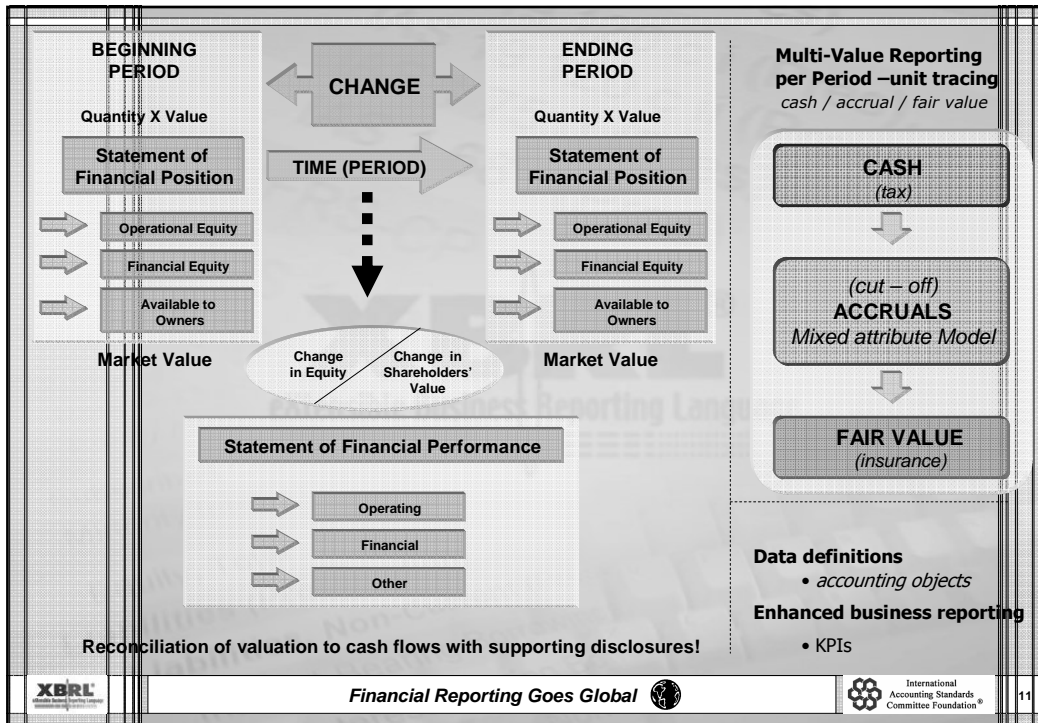 BEGINNING
PERIOD
Quantity X Value
Statement of
Financial Position
Operational Equity
Financial Equity
Available to
Owners
Market Value
CHANGE
TIME (PERIOD)
ENDING
PERIOD
Quantity X Value
Statement of
Financial Position
Operational Equity
Financial Equity
Available to
Owners
Market Value
Change
in Equity
Change in
Shareholders'
Value
Statement of Financial Performance
Operating
Financial
Other
Reconciliation of valuation to cash flows with supporting disclosures!
Multi-Value Reporting
per Period –unit tracing
cash / accrual / fair value
CASH
(tax)
(cut – off)
ACCRUALS
Mixed attribute Model
FAIR VALUE
(insurance)
Data definitions
• accounting objects
Enhanced business reporting
• KPIs
XBRL
Financial Reporting Goes Global
International
Accounting Standards
Committee Foundation®
11